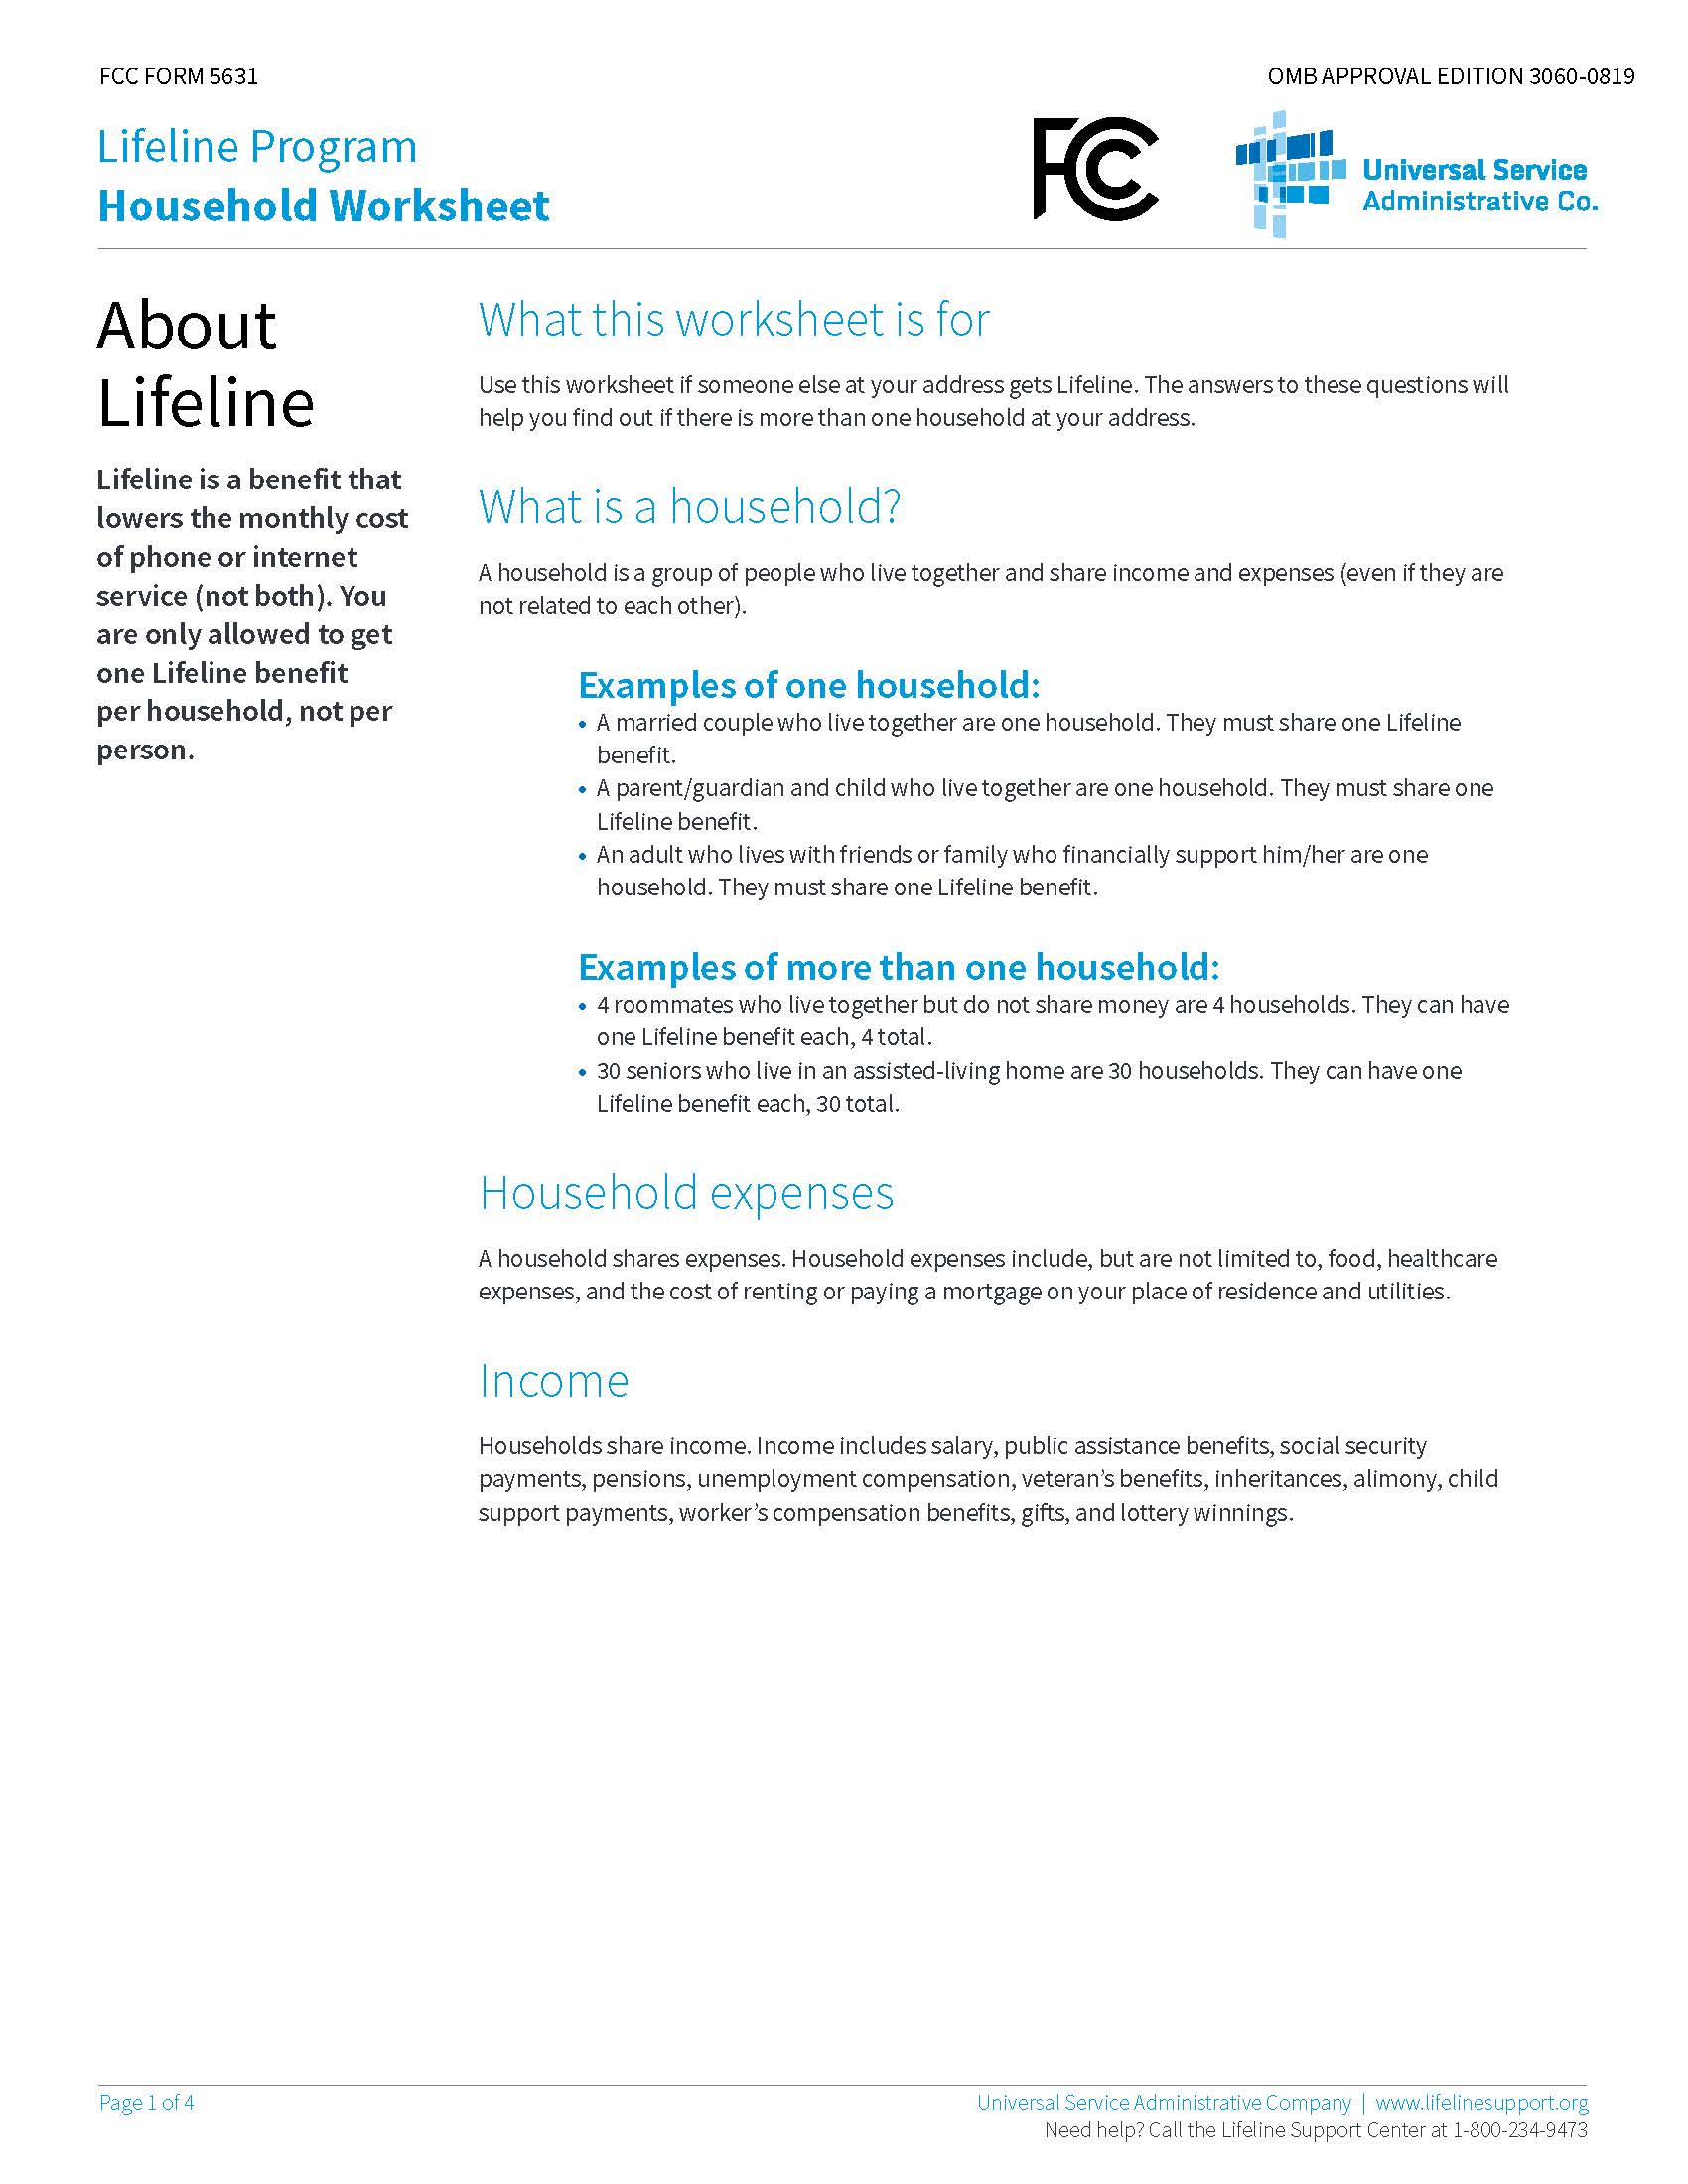 FCC FORM 5631
OMB APPROVAL EDITION 3060-0819
Lifeline Program
Household Worksheet
FCC
Universal Service
Administrative Co.
About
Lifeline
Lifeline is a benefit that
lowers the monthly cost
of phone or internet
service (not both). You
are only allowed to get
one Lifeline benefit
per household, not per
person.
What this worksheet is for
Use this worksheet if someone else at your address gets Lifeline. The answers to these questions will
help you find out if there is more than one household at your address.
What is a household?
A household is a group of people who live together and share income and expenses (even if they are
not related to each other).
Examples of one household:
• A married couple who live together are one household. They must share one Lifeline
benefit.
• A parent/guardian and child who live together are one household. They must share one
Lifeline benefit.
• An adult who lives with friends or family who financially support him/her are one
household. They must share one Lifeline benefit.
Examples of more than one household:
• 4 roommates who live together but do not share money are 4 households. They can have
one Lifeline benefit each, 4 total.
• 30 seniors who live in an assisted-living home are 30 households. They can have one
Lifeline benefit each, 30 total.
Household expenses
A household shares expenses. Household expenses include, but are not limited to, food, healthcare
expenses, and the cost of renting or paying a mortgage on your place of residence and utilities.
Income
Households share income. Income includes salary, public assistance benefits, social security
payments, pensions, unemployment compensation, veteran’s benefits, inheritances, alimony, child
support payments, worker’s compensation benefits, gifts, and lottery winnings.
Page 1 of 4
Universal Service Administrative Company | www.lifelinesupport.org
Need help? Call the Lifeline Support Center at 1-800-234-9473